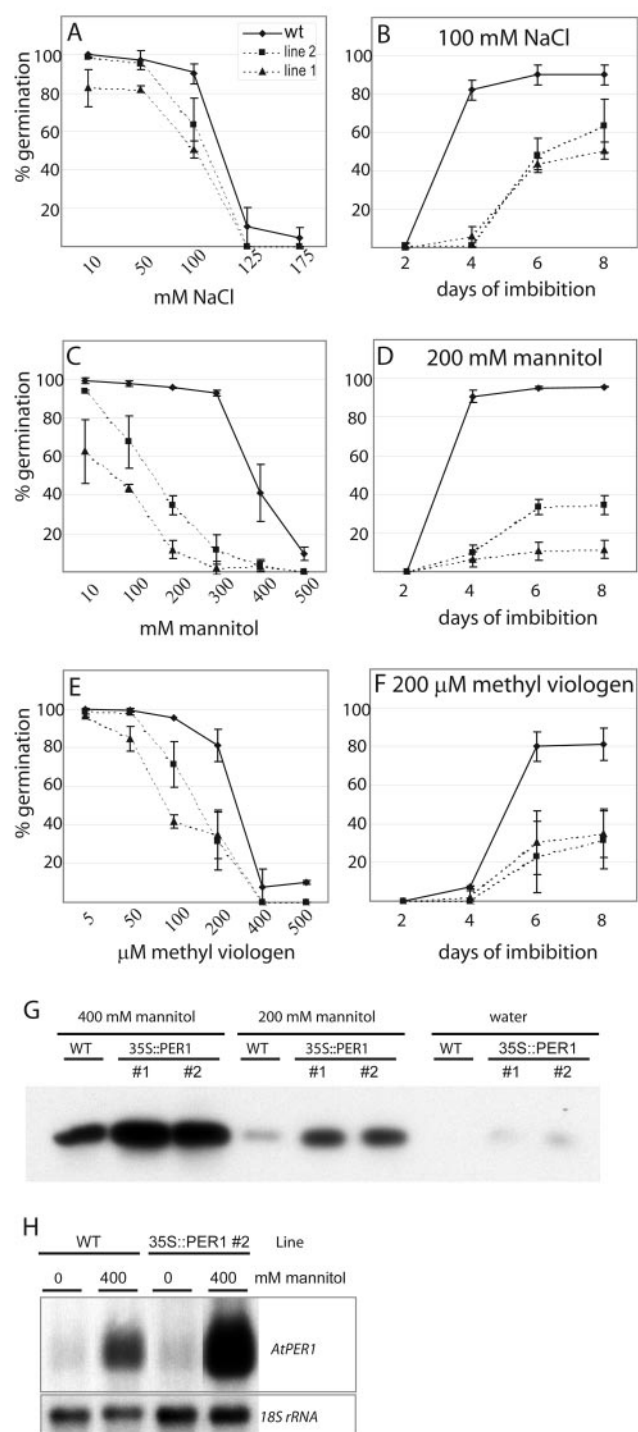 A
wt
line 2
line 1
100
80
60
40
20
% germination
10
50
100
125
175
mM NaCl
B
100 mM NaCl
100
80
60
40
20
2
4
6
8
days of imbibition
C
100
80
60
40
20
% germination
10
100
200
300
400
500
mM mannitol
D
200 mM mannitol
100
80
60
40
20
2
4
6
8
days of imbibition
E
100
80
60
40
20
% germination
5
50
100
200
400
500
µM methyl viologen
F 200 µM methyl viologen
100
80
60
40
20
2
4
6
8
days of imbibition
G
400 mM mannitol 200 mM mannitol water
WT 35S::PER1 WT 35S::PER1 WT 35S::PER1
#1 #2 #1 #2 #1 #2
H
WT 35S::PER1 #2 Line
0 400 0 400 mM mannitol
AtPER1
18S rRNA